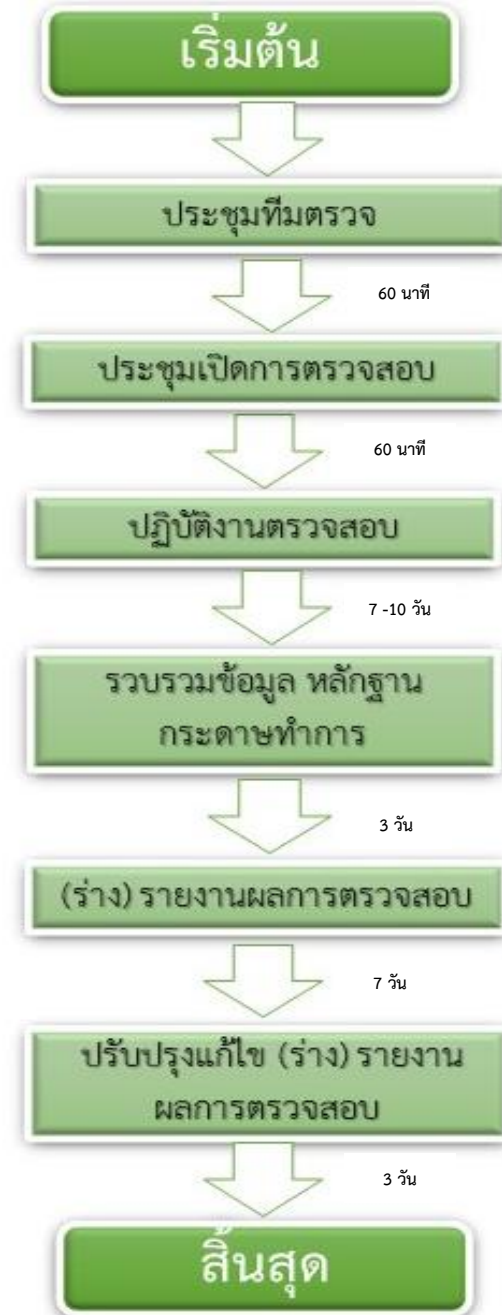 เริ่มต้น
ประชุมทีมตรวจ
60 นาที
ประชุมเปิดการตรวจสอบ
60 นาที
ปฏิบัติงานตรวจสอบ
7 -10 วัน
รวบรวมข้อมูล หลักฐาน
กระดาษทำการ
3 วัน
(ร่าง) รายงานผลการตรวจสอบ
7 วัน
ปรับปรุงแก้ไข (ร่าง) รายงาน
ผลการตรวจสอบ
3 วัน
สิ้นสุด